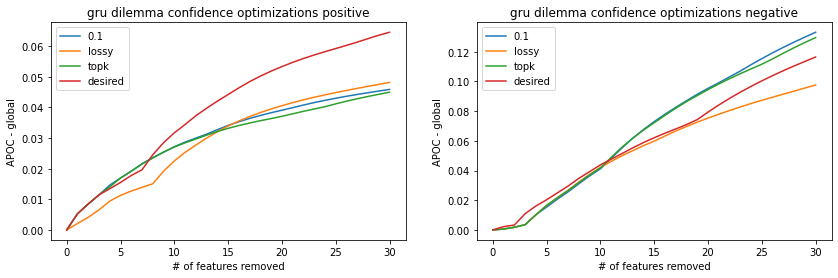 gru dilemma confidence optimizations positive
0.1
lossy
topk
desired
APOC - global
0.06
0.05
0.04
0.03
0.02
0.01
0.00
0 5 10 15 20 25 30
# of features removed
gru dilemma confidence optimizations negative
0.1
lossy
topk
desired
APOC - global
0.12
0.10
0.08
0.06
0.04
0.02
0.00
0 5 10 15 20 25 30
# of features removed